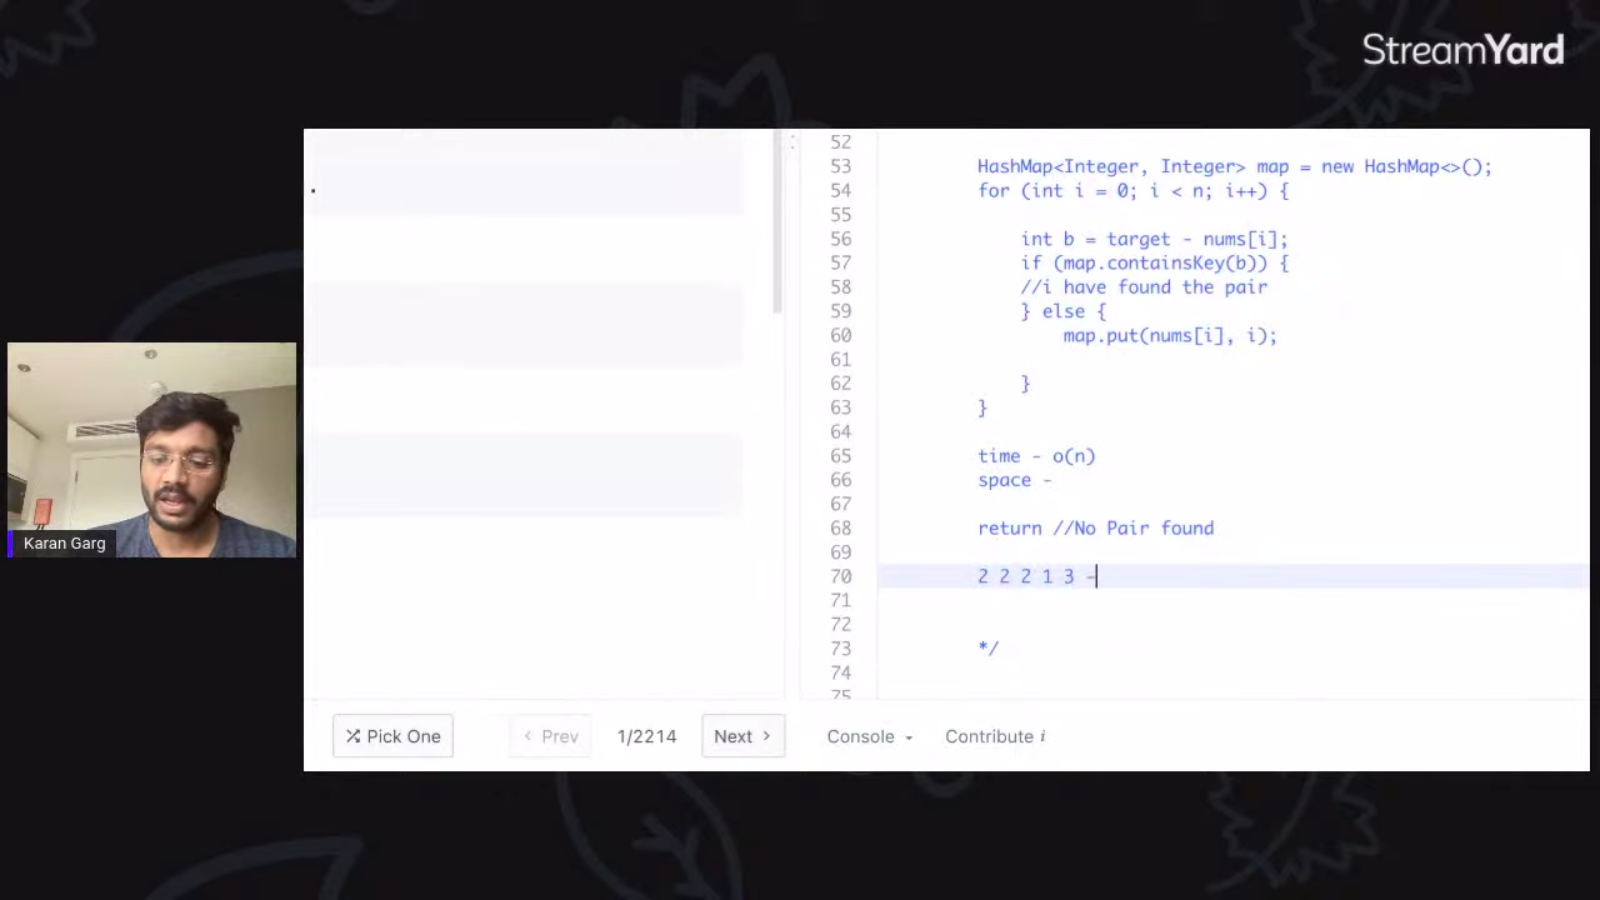 StreamYard
52
53 HashMap<Integer, Integer> map = new HashMap<>();
54 for (int i = 0; i < n; i++) {
55
56 int b = target - nums[i];
57 if (map.containsKey(b)) {
58 //i have found the pair
59 } else {
60 map.put(nums[i], i);
61
62 }
63 }
64
65 time - o(n)
66 space -
67
68 return //No Pair found
69
70 2 2 2 1 3 -
71
72
73 */
74
75
Karan Garg
Pick One
< Prev
1/2214
Next >
Console
Contribute i